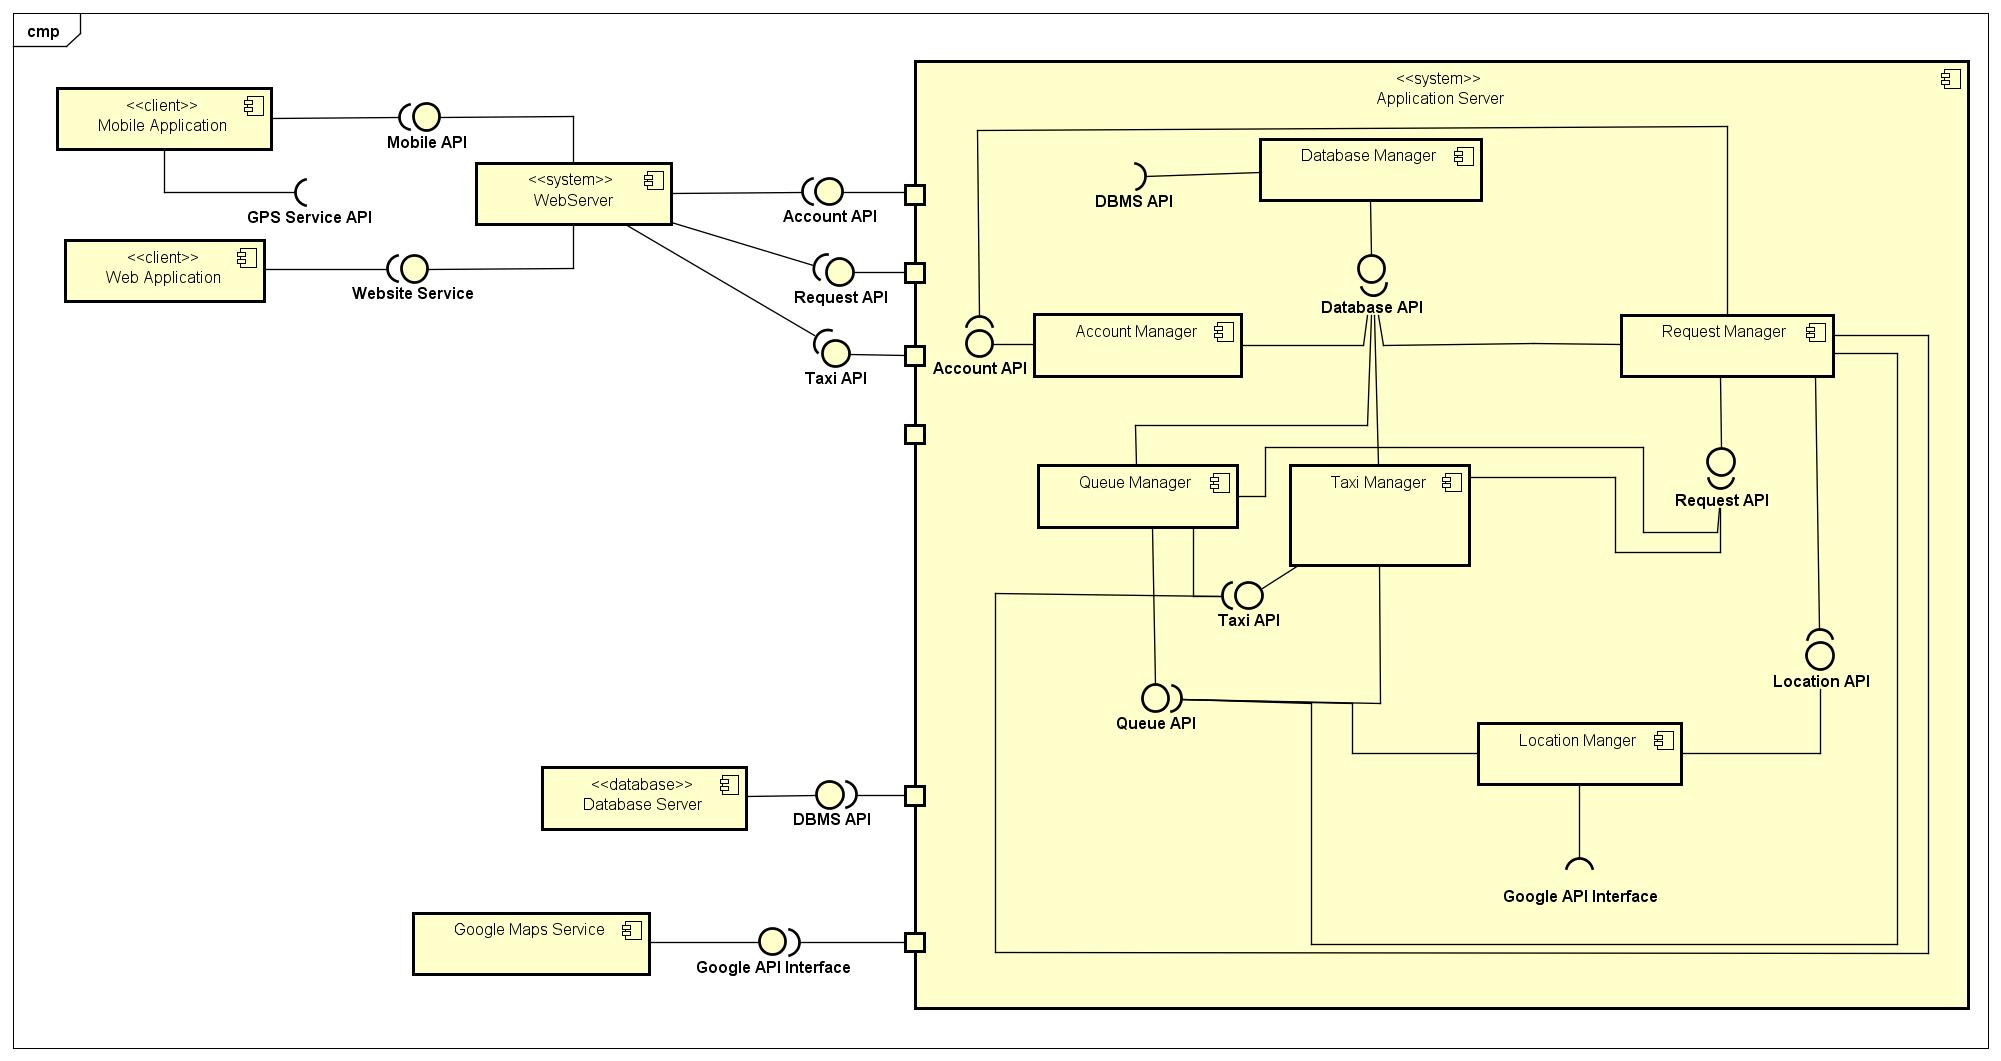 cmp
<<client>>
Mobile Application
Mobile API
GPS Service API
<<client>>
Web Application
Website Service
<<system>>
WebServer
Account API
Request API
Taxi API
<<system>>
Application Server
Database Manager
DBMS API
Database API
Account Manager
Account API
Request Manager
Queue Manager
Taxi Manager
Request API
Taxi API
Queue API
Location API
Location Manger
Google API Interface
<<database>>
Database Server
DBMS API
Google Maps Service
Google API Interface